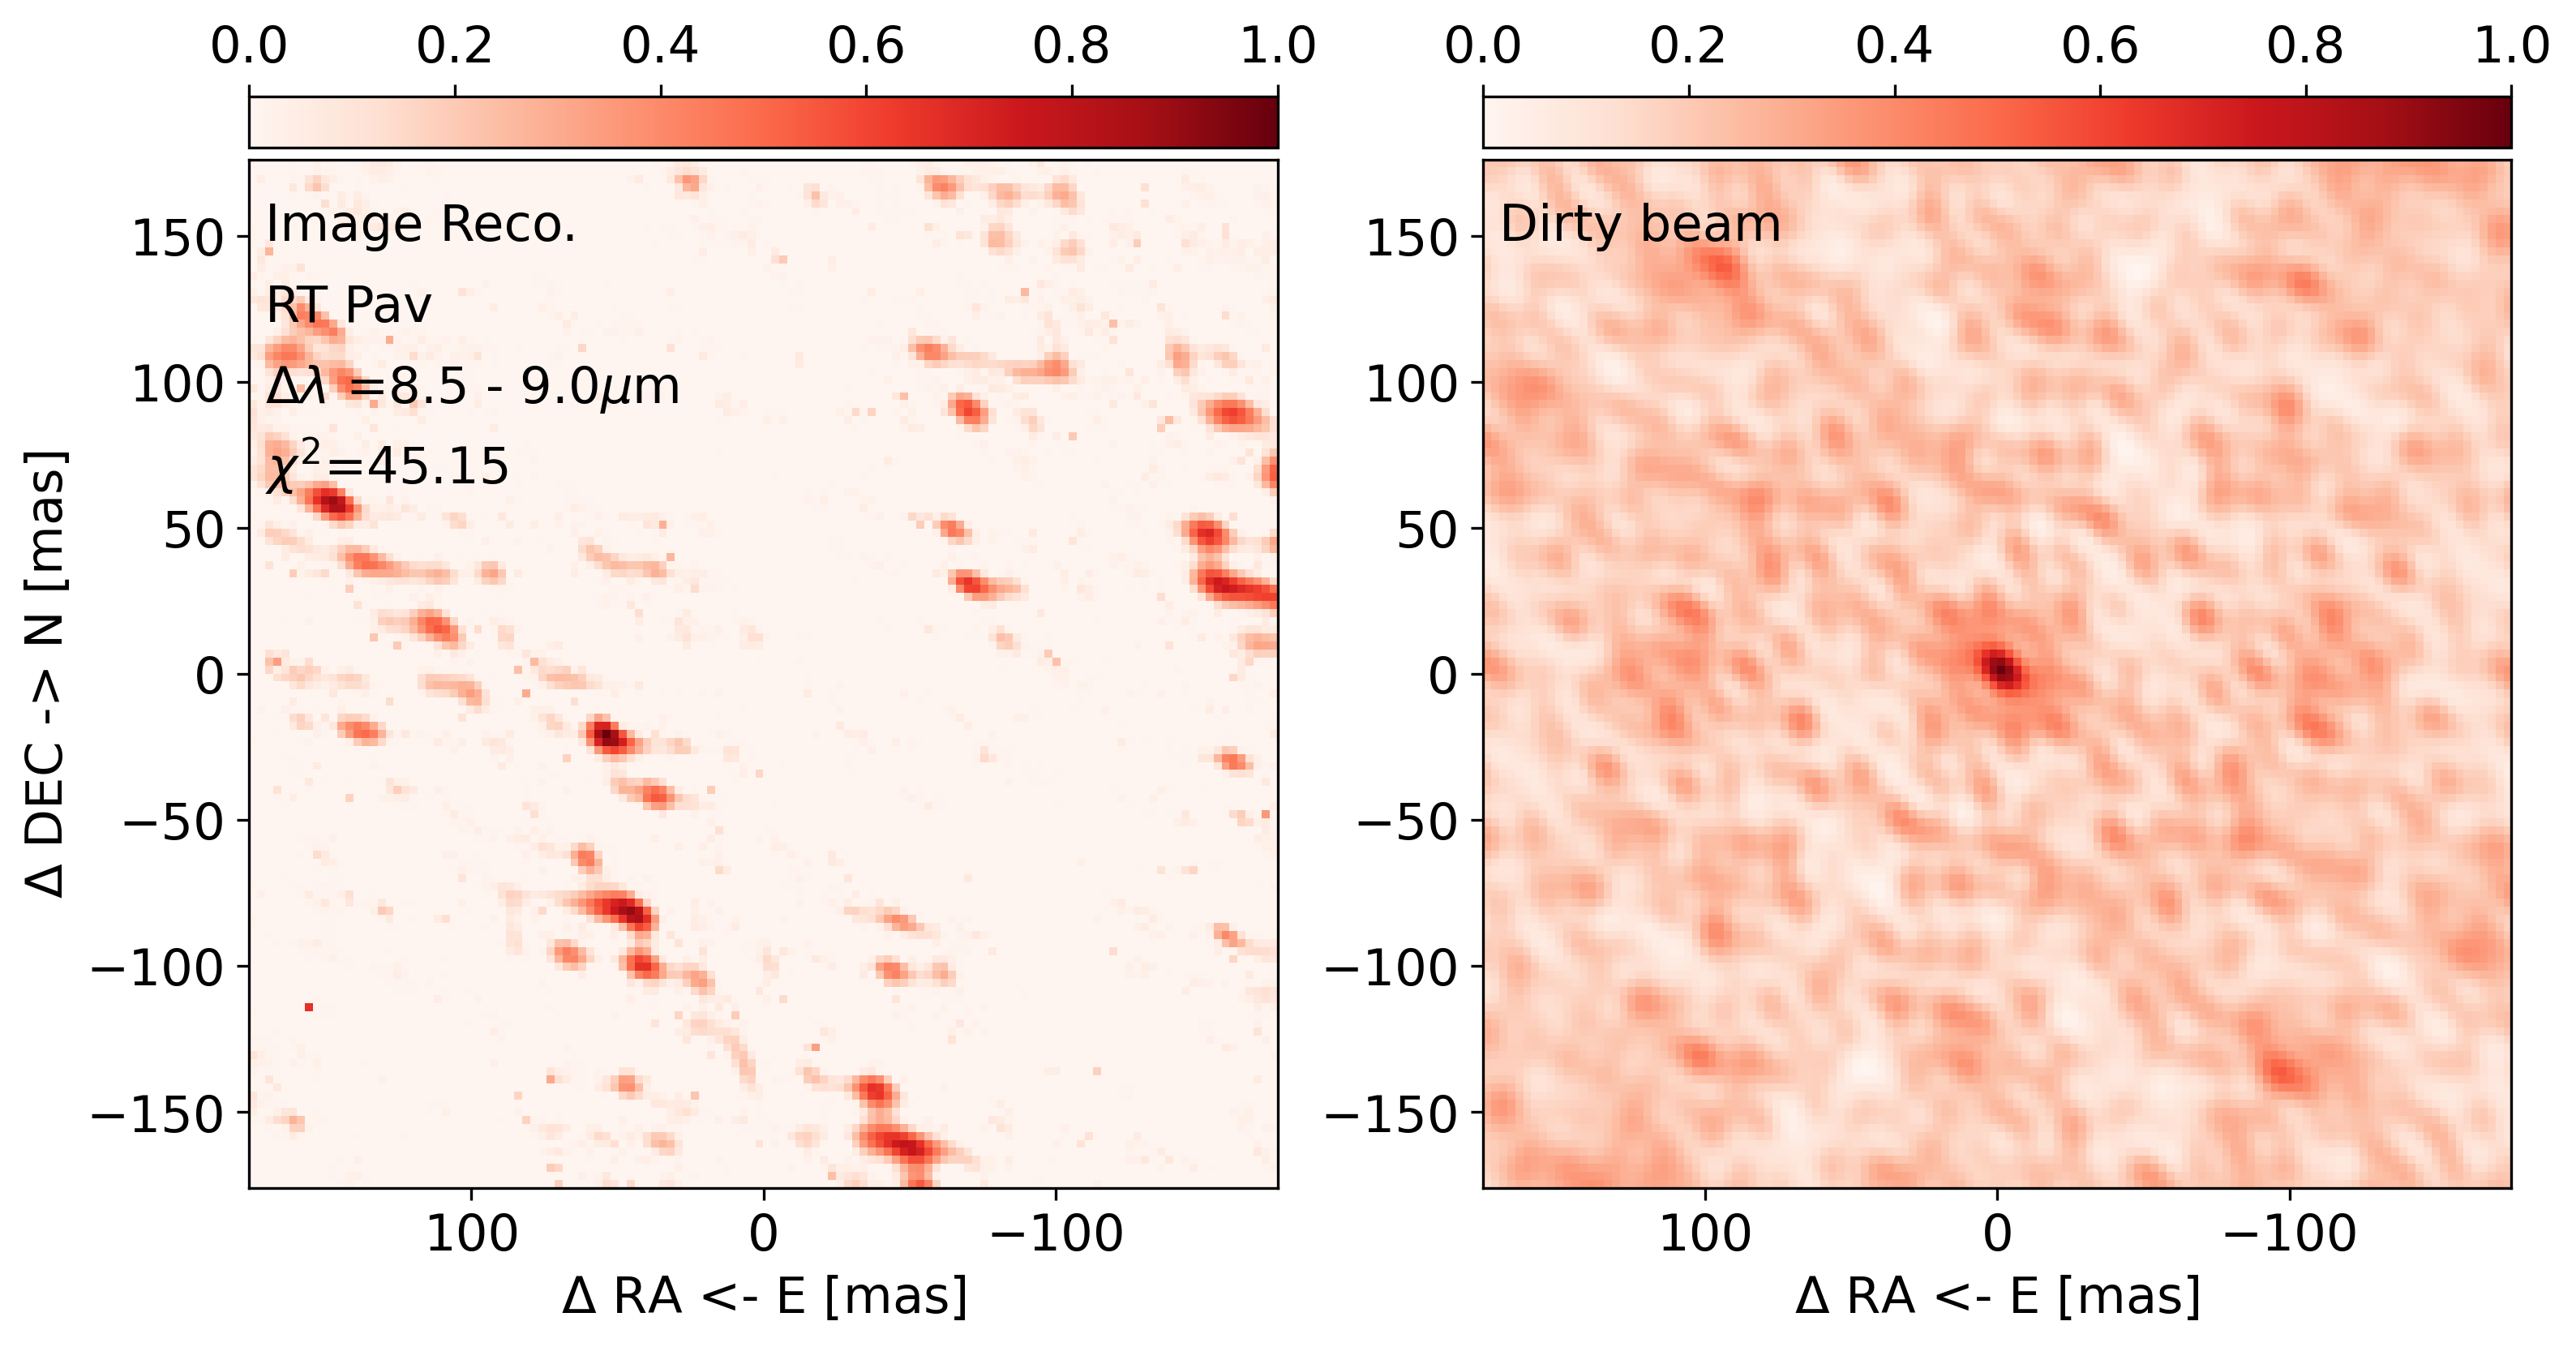 0.0 0.2 0.4 0.6 0.8 1.0
0.0 0.2 0.4 0.6 0.8 1.0
Image Reco.
RT Pav
Δλ =8.5 - 9.0μm
χ²=45.15
150
100
50
0
−50
−100
−150
Δ DEC -> N [mas]
100 0 −100
Δ RA <- E [mas]
Dirty beam
150
100
50
0
−50
−100
−150
100 0 −100
Δ RA <- E [mas]